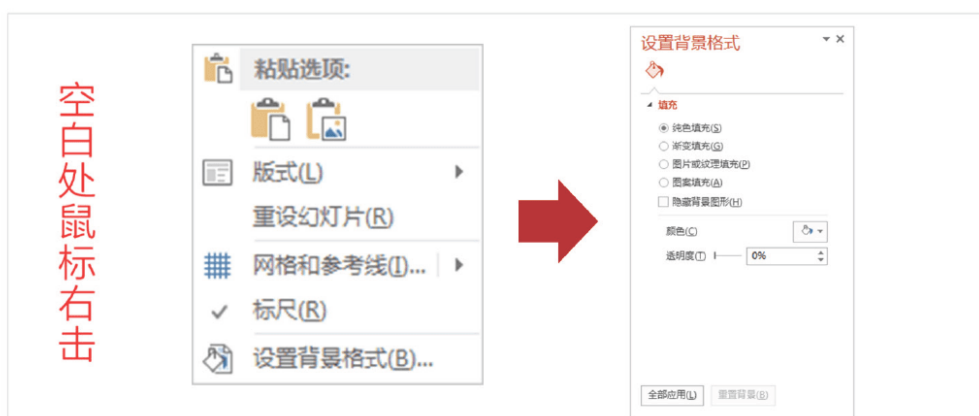 空白处鼠标右击
粘贴选项:
版式(L)
重设幻灯片(R)
网格和参考线(I)...
标尺(R)
设置背景格式(B)...
设置背景格式
填充
纯色填充(S)
渐变填充(G)
图片或纹理填充(P)
图案填充(A)
隐藏背景图形(H)
颜色(C)
透明度(T) 0%
全部应用(L) 重置背景(B)